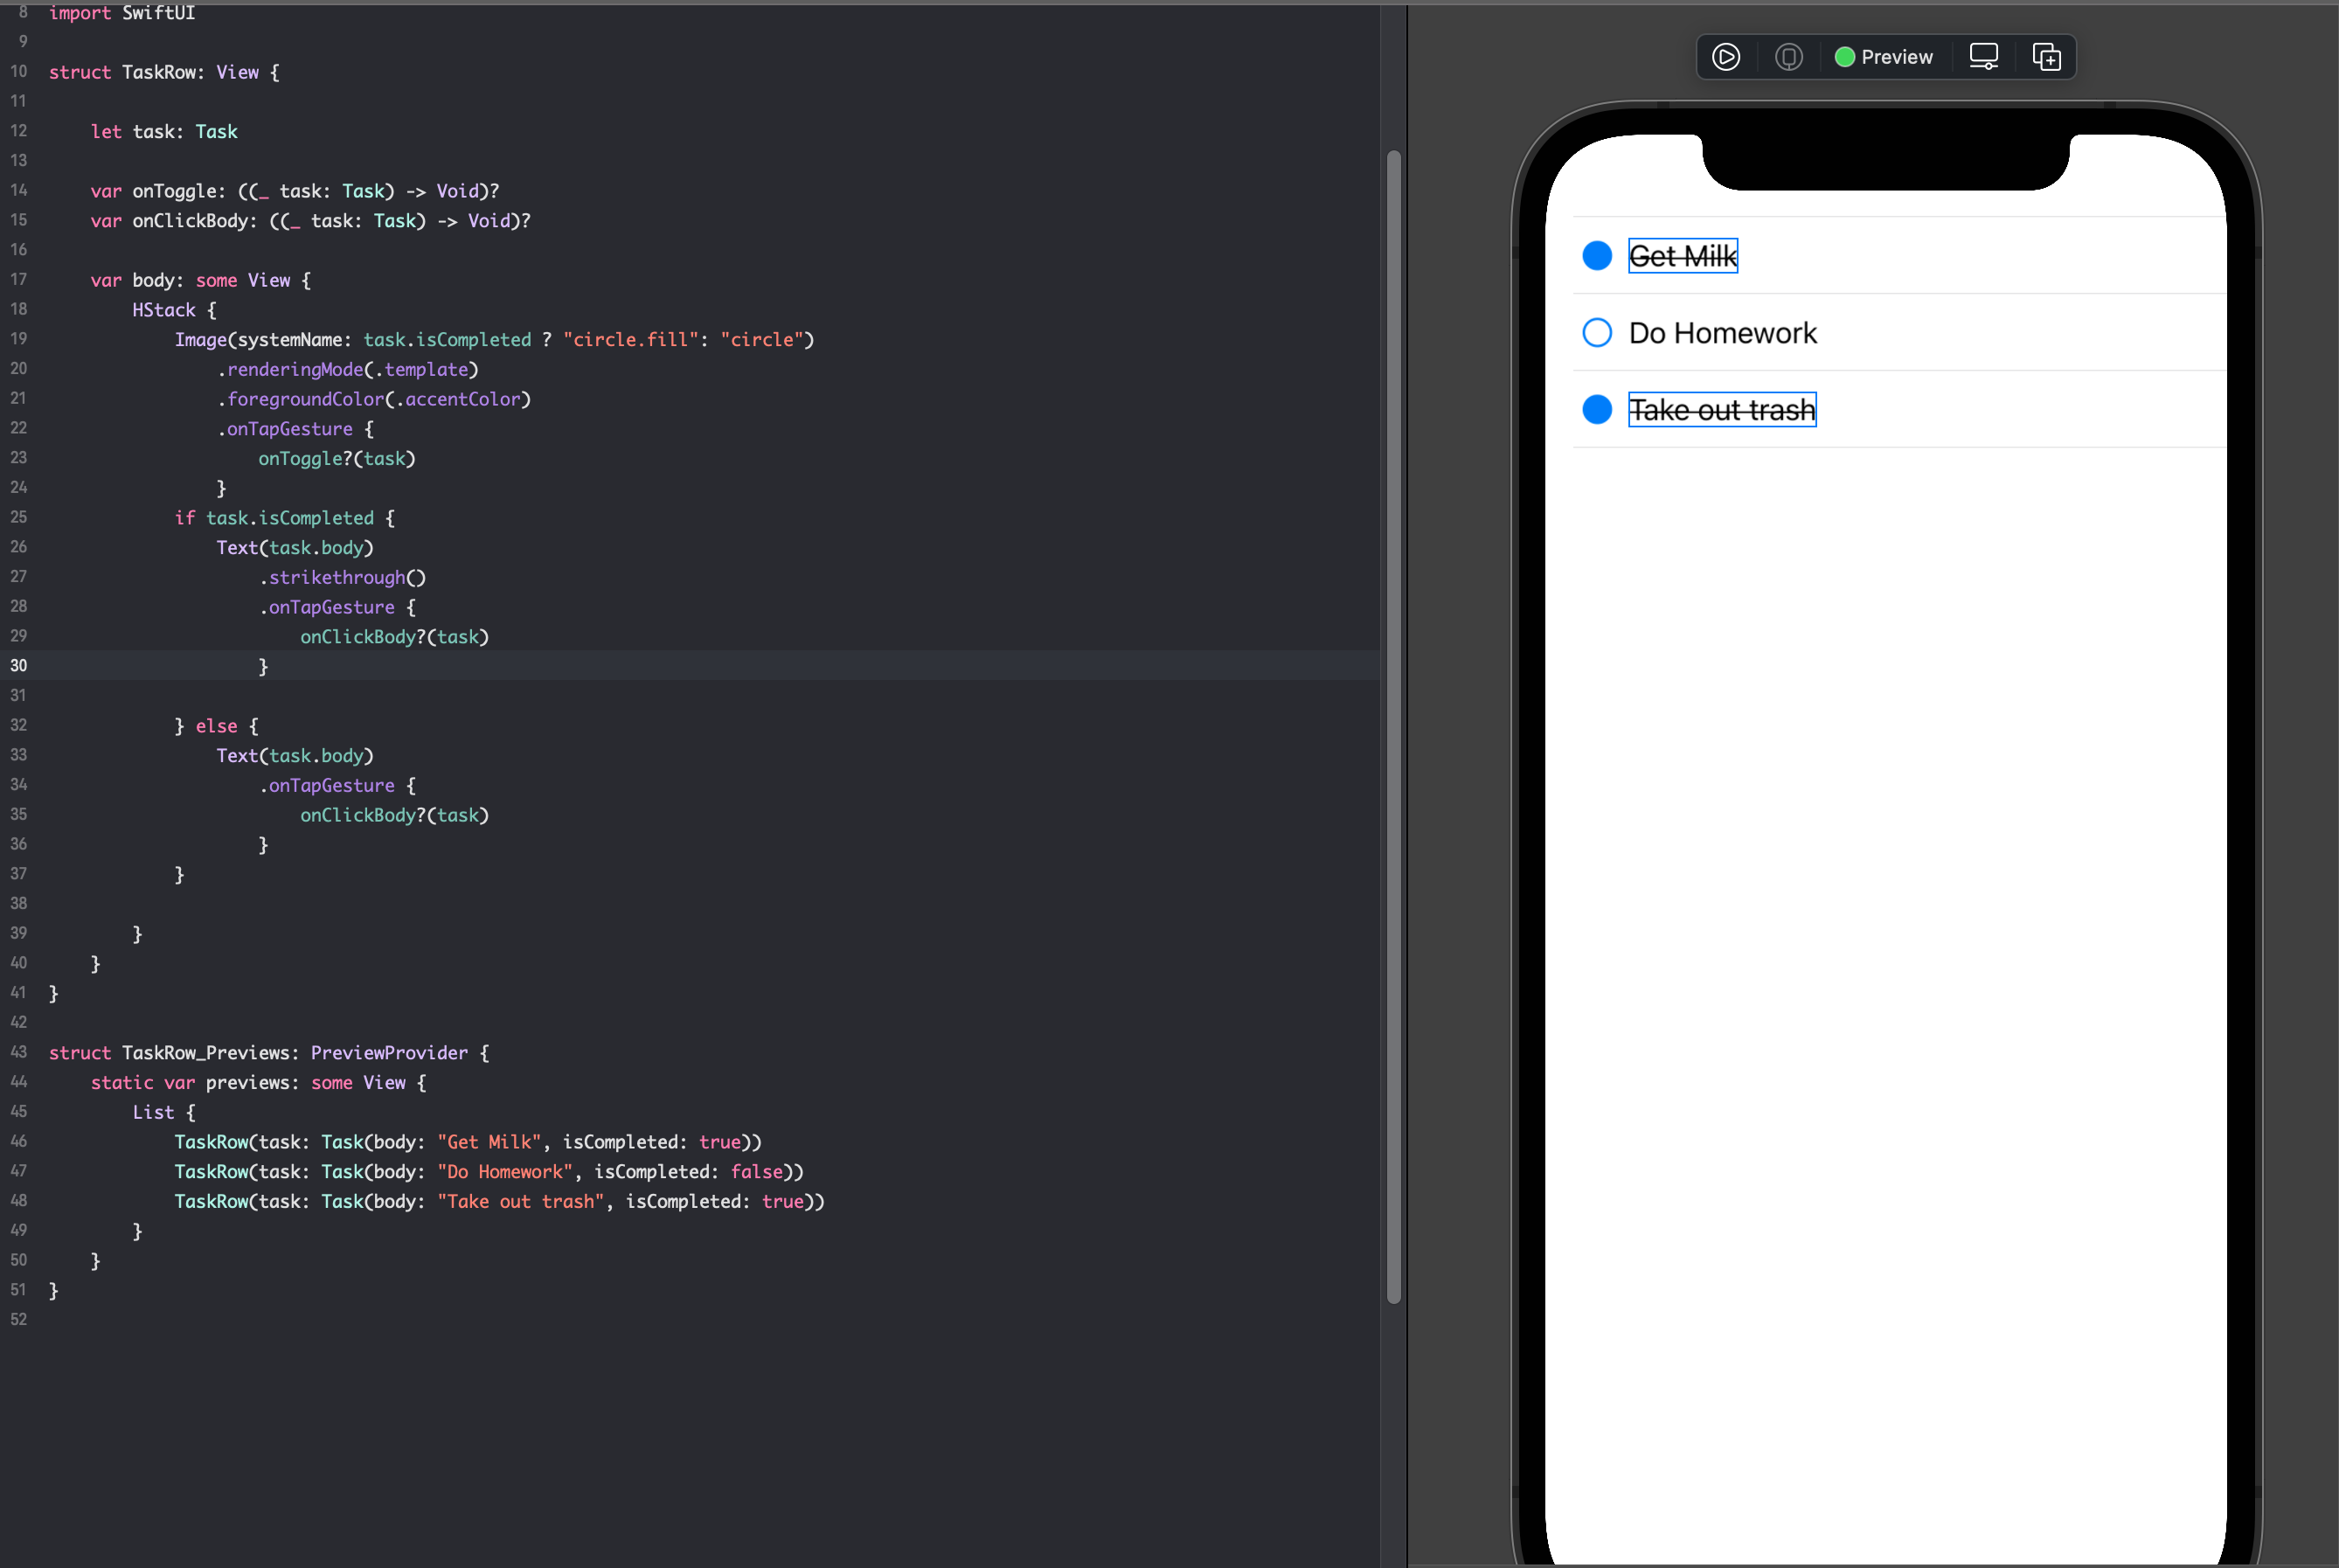 8 import SwiftUI
9
10 struct TaskRow: View {
11
12     let task: Task
13
14     var onToggle: ((_ task: Task) -> Void)?
15     var onClickBody: ((_ task: Task) -> Void)?
16
17     var body: some View {
18         HStack {
19             Image(systemName: task.isCompleted ? "circle.fill": "circle")
20                 .renderingMode(.template)
21                 .foregroundColor(.accentColor)
22                 .onTapGesture {
23                     onToggle?(task)
24                 }
25             if task.isCompleted {
26                 Text(task.body)
27                     .strikethrough()
28                     .onTapGesture {
29                         onClickBody?(task)
30                     }
31
32             } else {
33                 Text(task.body)
34                     .onTapGesture {
35                         onClickBody?(task)
36                     }
37             }
38
39         }
40     }
41 }
42
43 struct TaskRow_Previews: PreviewProvider {
44     static var previews: some View {
45         List {
46             TaskRow(task: Task(body: "Get Milk", isCompleted: true))
47             TaskRow(task: Task(body: "Do Homework", isCompleted: false))
48             TaskRow(task: Task(body: "Take out trash", isCompleted: true))
49         }
50     }
51 }
52
Preview
Get Milk
Do Homework
Take out trash